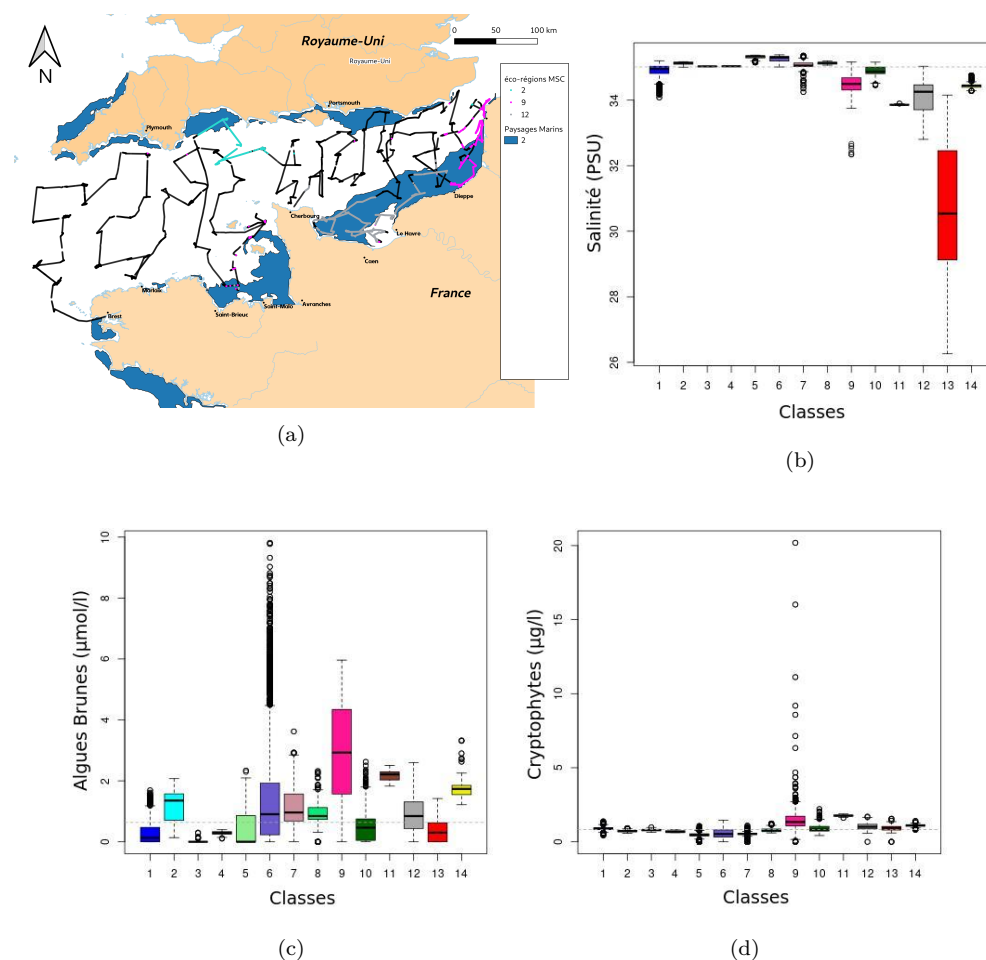 Royaume-Uni
Royaume-Uni
0 50 100 km
N
éco-régions MSC
2
9
12
Paysages Marins
2
Portsmouth
Plymouth
Dieppe
Cherbourg
Le Havre
Caen
France
Morlaix
Brest
Saint-Brieuc
Saint-Malo
Avranches
(a)
Salinité (PSU)
34
32
30
28
26
1 2 3 4 5 6 7 8 9 10 11 12 13 14
Classes
(b)
Algues Brunes (µmol/l)
10
8
6
4
2
0
1 2 3 4 5 6 7 8 9 10 11 12 13 14
Classes
(c)
Cryptophytes (µg/l)
20
15
10
5
0
1 2 3 4 5 6 7 8 9 10 11 12 13 14
Classes
(d)